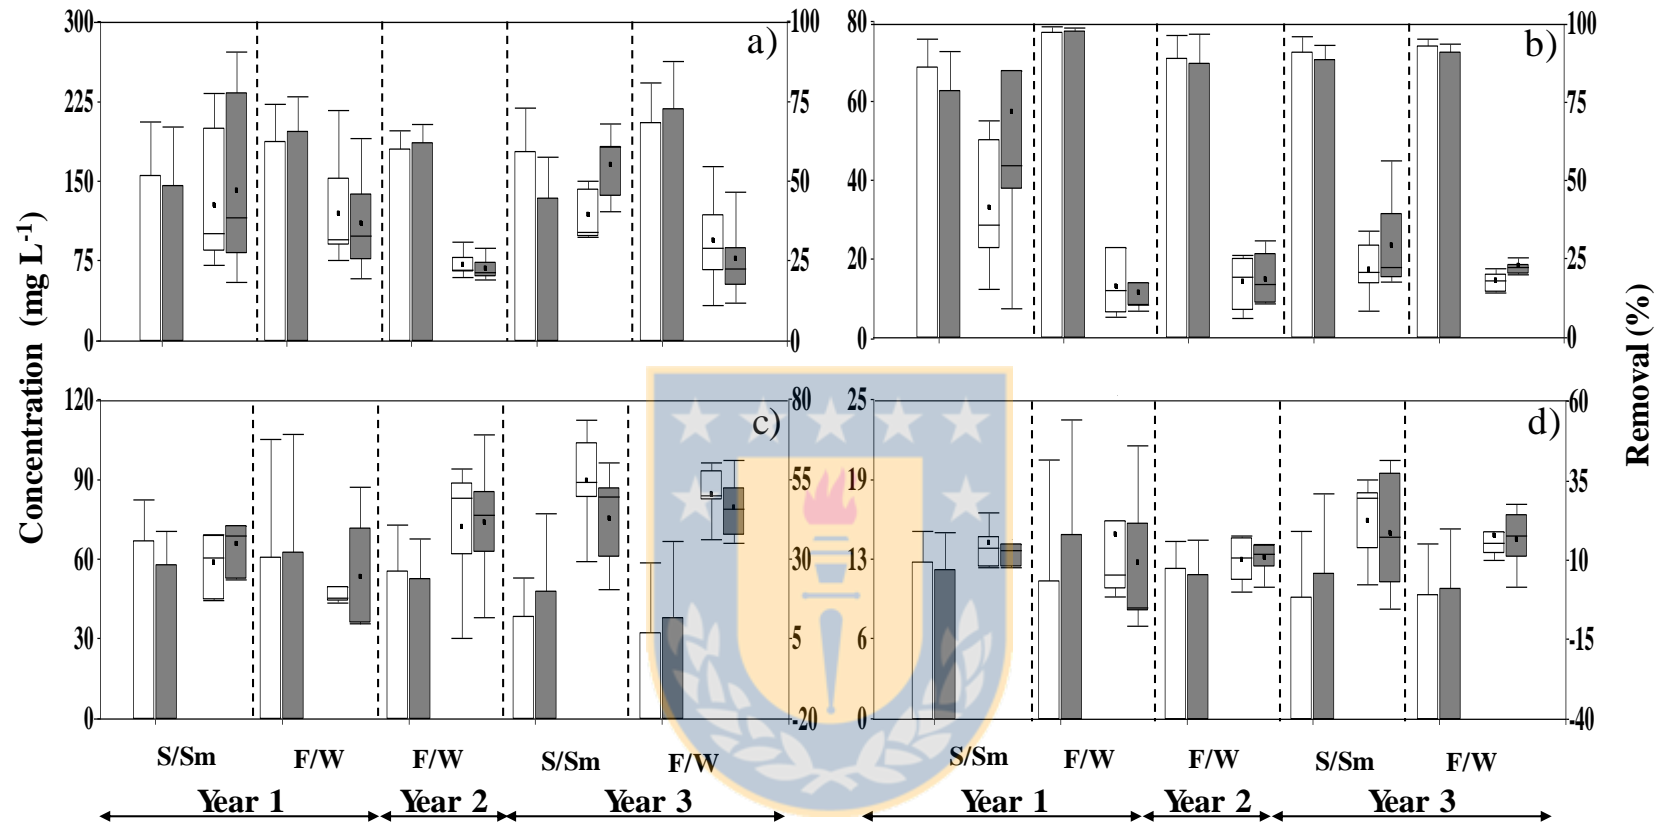 300 100 80 100
a) b)
225 75 60 75
150 50 40 50
75 25 20 25
0 0 0 0
120 80 25 60
c) d)
90 55 19 35
60 30 13 10
30 5 6 -15
0 -20 0 -40
Concentration (mg L-1)
Removal (%)
S/Sm F/W F/W S/Sm F/W S/Sm F/W F/W S/Sm F/W
Year 1 Year 2 Year 3 Year 1 Year 2 Year 3